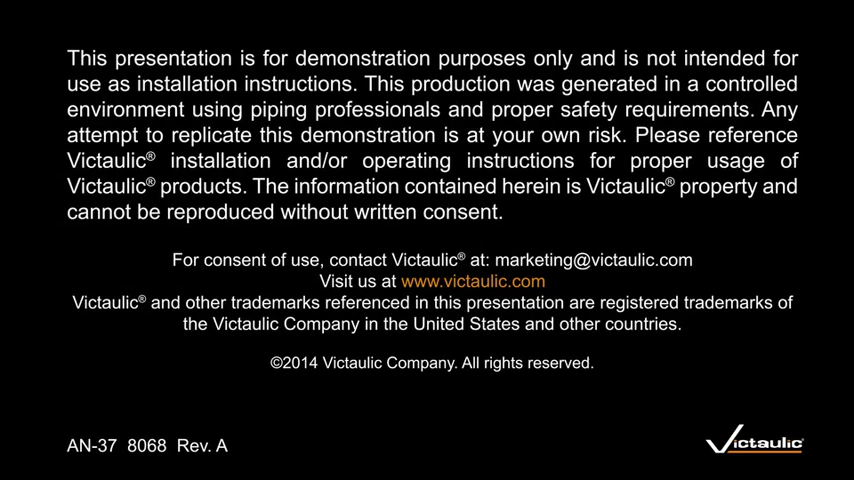 This presentation is for demonstration purposes only and is not intended for
use as installation instructions. This production was generated in a controlled
environment using piping professionals and proper safety requirements. Any
attempt to replicate this demonstration is at your own risk. Please reference
Victaulic® installation and/or operating instructions for proper usage of
Victaulic® products. The information contained herein is Victaulic® property and
cannot be reproduced without written consent.
For consent of use, contact Victaulic® at: marketing@victaulic.com
Visit us at www.victaulic.com
Victaulic® and other trademarks referenced in this presentation are registered trademarks of
the Victaulic Company in the United States and other countries.
©2014 Victaulic Company. All rights reserved.
AN-37 8068 Rev. A
Victaulic®